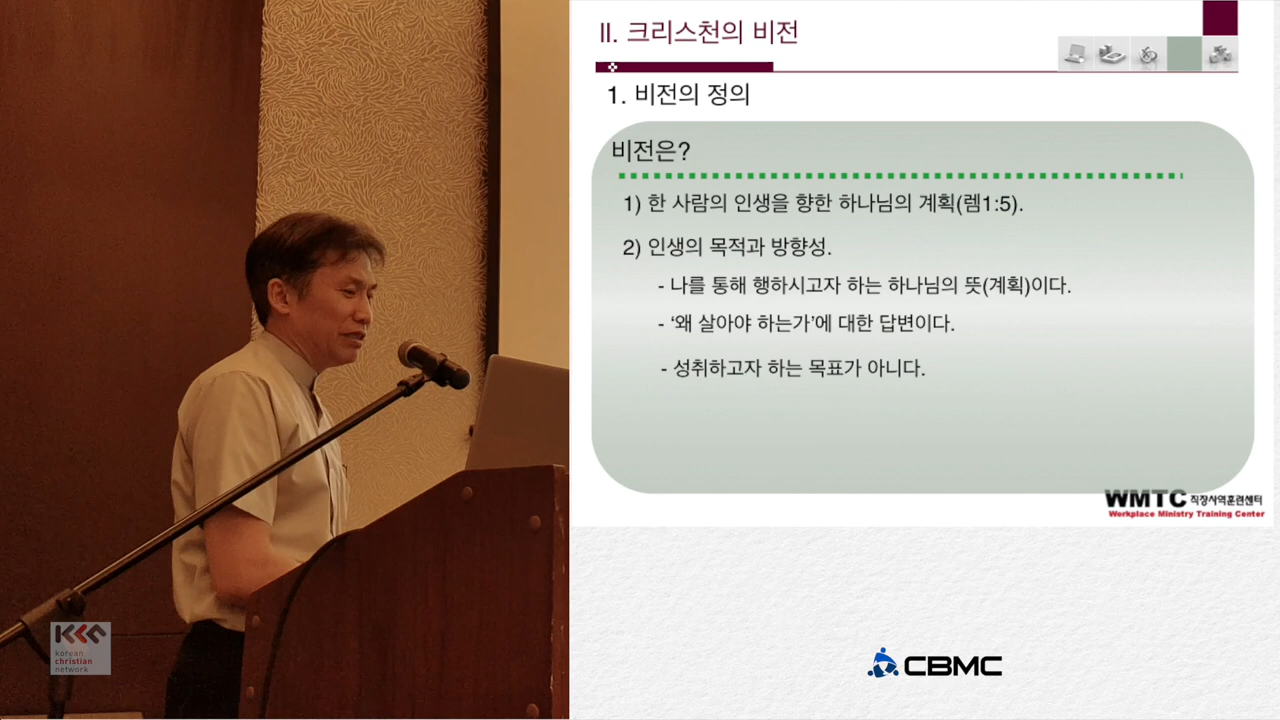 II. 크리스천의 비전
1. 비전의 정의
비전은?
1) 한 사람의 인생을 향한 하나님의 계획(렘1:5).
2) 인생의 목적과 방향성.
- 나를 통해 행하시고자 하는 하나님의 뜻(계획)이다.
- ‘왜 살아야 하는가’에 대한 답변이다.
- 성취하고자 하는 목표가 아니다.
WMTC 직장사역훈련센터
Workplace Ministry Training Center
CBMC
kcn
korean
christian
network